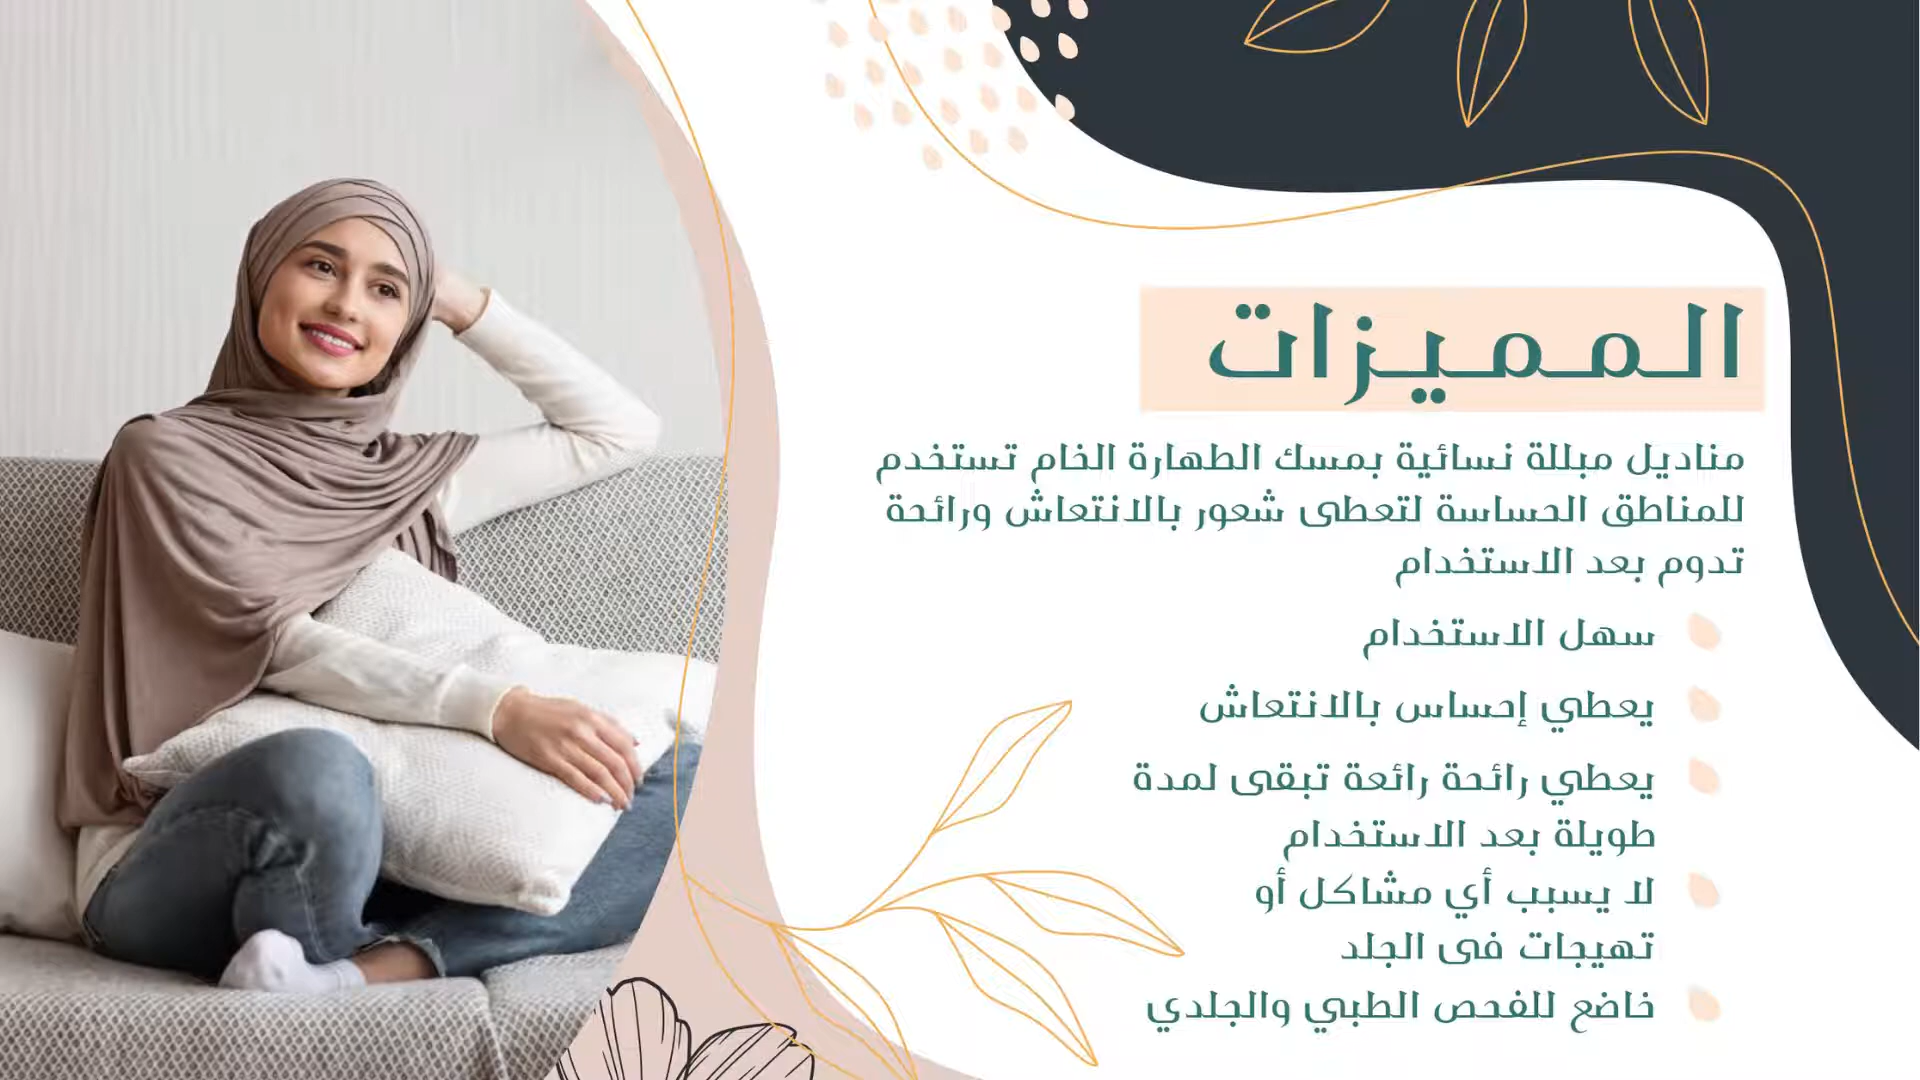 المميزات
مناديل مبللة نسائية بمسك الطهارة الخام تستخدم
للمناطق الحساسة لتعطى شعور بالانتعاش ورائحة
تدوم بعد الاستخدام
سهل الاستخدام
يعطي إحساس بالانتعاش
يعطي رائحة رائعة تبقى لمدة
طويلة بعد الاستخدام
لا يسبب أي مشاكل أو
تهيجات فى الجلد
خاضع للفحص الطبي والجلدي